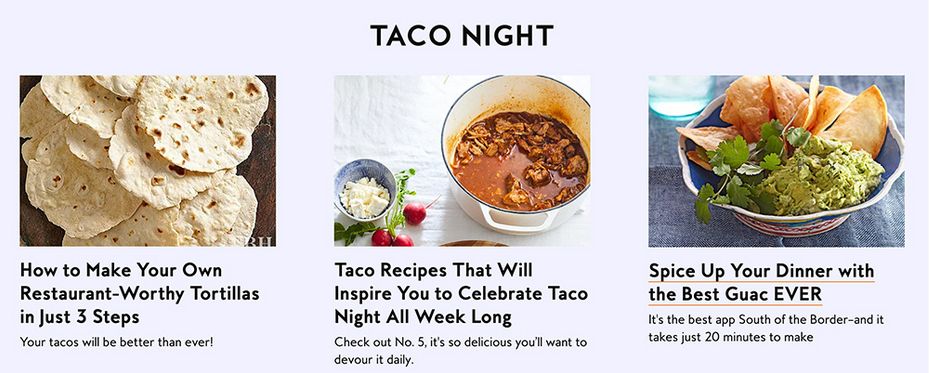 TACO NIGHT
How to Make Your Own
Restaurant-Worthy Tortillas
in Just 3 Steps
Your tacos will be better than ever!
Taco Recipes That Will
Inspire You to Celebrate Taco
Night All Week Long
Check out No. 5, it's so delicious you'll want to
devour it daily.
Spice Up Your Dinner with
the Best Guac EVER
It's the best app South of the Border–and it
takes just 20 minutes to make